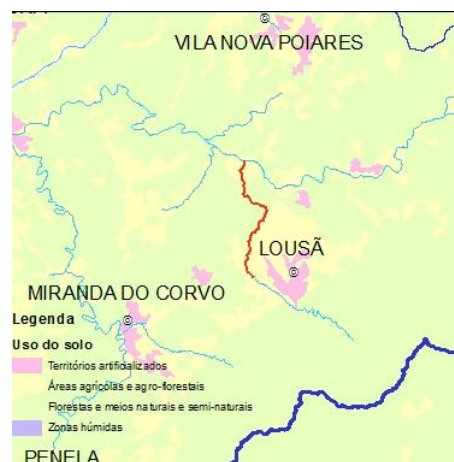 VILA NOVA POIARES
LOUSÃ
MIRANDA DO CORVO
Legenda
Uso do solo
Territórios artificializados
Áreas agrícolas e agro-florestais
Florestas e meios naturais e semi-naturais
Zonas húmidas
PENELA